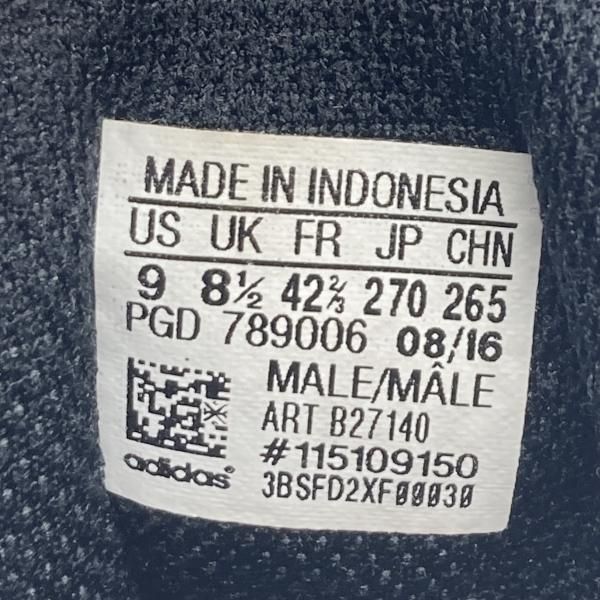 MADE IN INDONESIA
US UK FR JP CHN
9 8½ 42⅔ 270 265
PGD 789006 08/16
MALE/MÂLE
ART B27140
#115109150
adidas®
3BSFD2XF00030